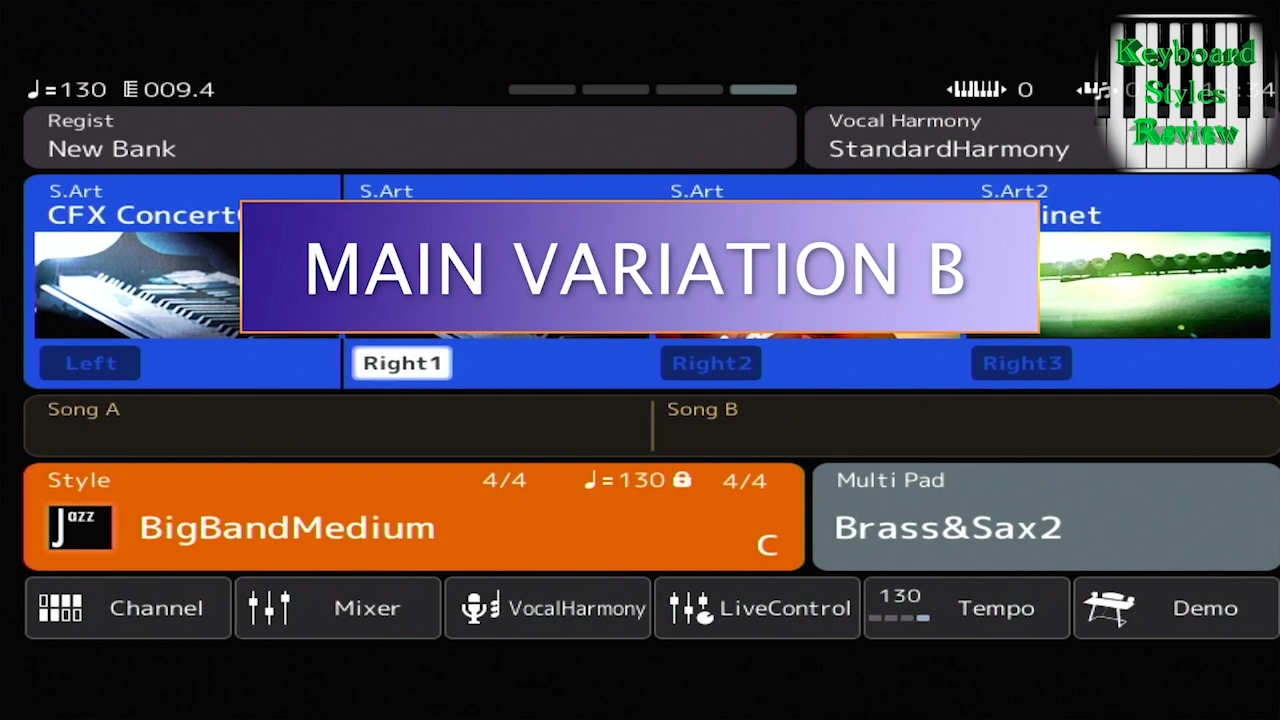 =130 009.4
0
Keyboard
Styles
Review
Regist
New Bank
Vocal Harmony
StandardHarmony
S.Art
CFX Concert
S.Art
S.Art
S.Art2
MAIN VARIATION B
Left
Right1
Right2
Right3
Song A
Song B
Style
4/4
=130
4/4
Jazz
BigBandMedium
C
Multi Pad
Brass&Sax2
Channel
Mixer
VocalHarmony
LiveControl
130
Tempo
Demo